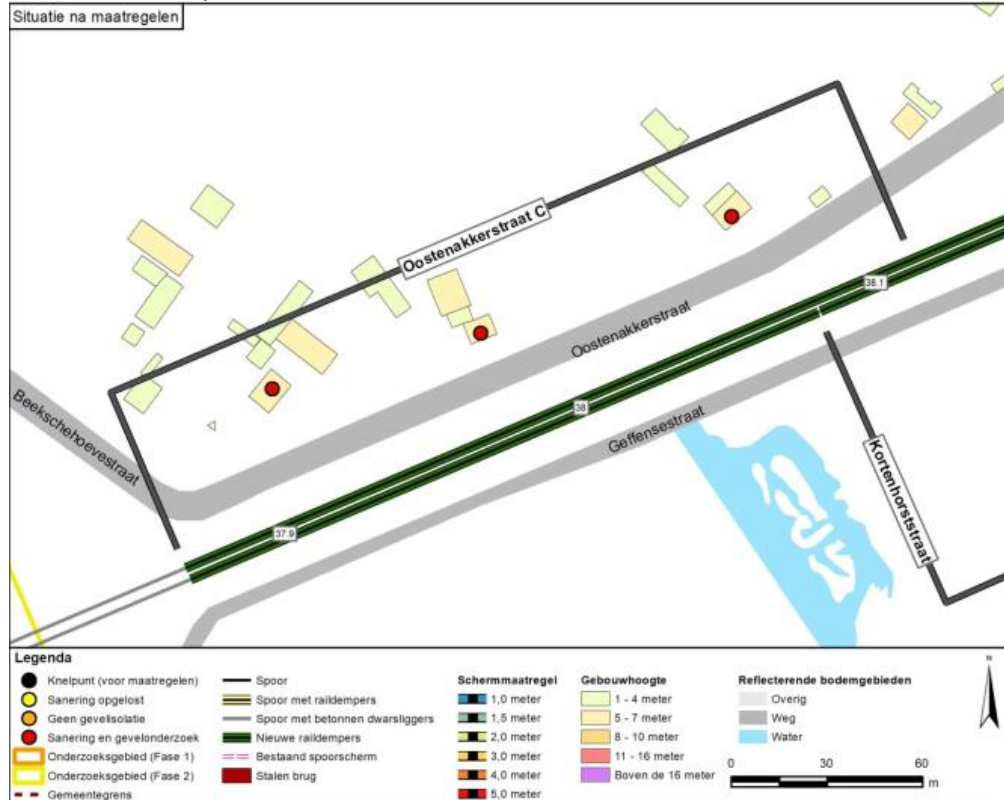 Situatie na maatregelen
Oostenakkerstraat C
Oostenakkerstraat
38.1
38
Geffensestraat
Beekschehoevestraat
Kortenhorststraat
37.9
Legenda
Knelpunt (voor maatregelen)
Sanering opgelost
Geen gevelisolatie
Sanering en gevelonderzoek
Onderzoeksgebied (Fase 1)
Onderzoeksgebied (Fase 2)
Gemeentegrens
Spoor
Spoor met raildempers
Spoor met betonnen dwarsliggers
Nieuwe raildempers
Bestaand spoorscherm
Stalen brug
Schermmaatregel
1,0 meter
1,5 meter
2,0 meter
3,0 meter
4,0 meter
5,0 meter
Gebouwhoogte
1 - 4 meter
5 - 7 meter
8 - 10 meter
11 - 16 meter
Boven de 16 meter
Reflecterende bodemgebieden
Overig
Weg
Water
N
0 30 60
m